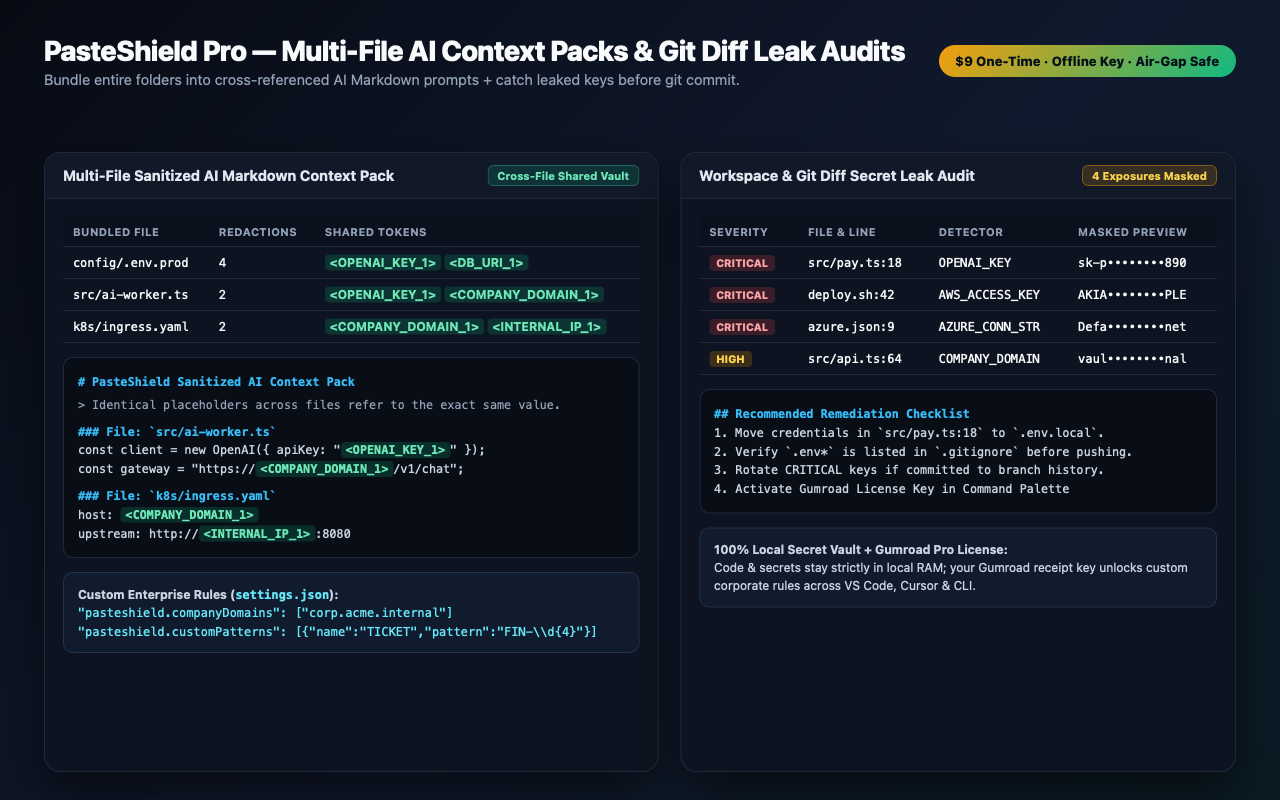 PasteShield Pro — Multi-File AI Context Packs & Git Diff Leak Audits
Bundle entire folders into cross-referenced AI Markdown prompts + catch leaked keys before git commit.
$9 One-Time · Offline Key · Air-Gap Safe
Multi-File Sanitized AI Markdown Context Pack
Cross-File Shared Vault
BUNDLED FILE REDACTIONS SHARED TOKENS
config/.env.prod 4 <OPENAI_KEY_1> <DB_URI_1>
src/ai-worker.ts 2 <OPENAI_KEY_1> <COMPANY_DOMAIN_1>
k8s/ingress.yaml 2 <COMPANY_DOMAIN_1> <INTERNAL_IP_1>
# PasteShield Sanitized AI Context Pack
> Identical placeholders across files refer to the exact same value.
### File: `src/ai-worker.ts`
const client = new OpenAI({ apiKey: "<OPENAI_KEY_1>" });
const gateway = "https://<COMPANY_DOMAIN_1>/v1/chat";
### File: `k8s/ingress.yaml`
host: <COMPANY_DOMAIN_1>
upstream: http://<INTERNAL_IP_1>:8080
Custom Enterprise Rules (settings.json):
"pasteshield.companyDomains": ["corp.acme.internal"]
"pasteshield.customPatterns": [{"name":"TICKET","pattern":"FIN-\\d{4}"}]
Workspace & Git Diff Secret Leak Audit
4 Exposures Masked
SEVERITY FILE & LINE DETECTOR MASKED PREVIEW
CRITICAL src/pay.ts:18 OPENAI_KEY sk-p••••••••890
CRITICAL deploy.sh:42 AWS_ACCESS_KEY AKIA••••••••PLE
CRITICAL azure.json:9 AZURE_CONN_STR Defa••••••••net
HIGH src/api.ts:64 COMPANY_DOMAIN vaul••••••••nal
## Recommended Remediation Checklist
1. Move credentials in `src/pay.ts:18` to `.env.local`.
2. Verify `.env*` is listed in `.gitignore` before pushing.
3. Rotate CRITICAL keys if committed to branch history.
4. Activate Gumroad License Key in Command Palette
100% Local Secret Vault + Gumroad Pro License:
Code & secrets stay strictly in local RAM; your Gumroad receipt key unlocks custom
corporate rules across VS Code, Cursor & CLI.